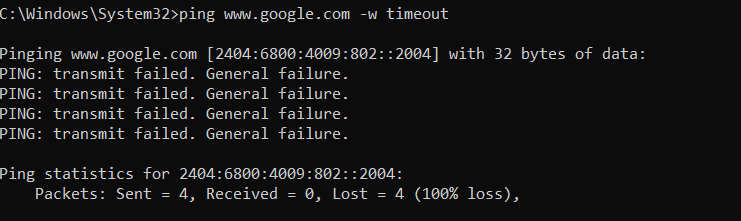 C:\Windows\System32>ping www.google.com -w timeout
Pinging www.google.com [2404:6800:4009:802::2004] with 32 bytes of data:
PING: transmit failed. General failure.
PING: transmit failed. General failure.
PING: transmit failed. General failure.
PING: transmit failed. General failure.
Ping statistics for 2404:6800:4009:802::2004:
    Packets: Sent = 4, Received = 0, Lost = 4 (100% loss),